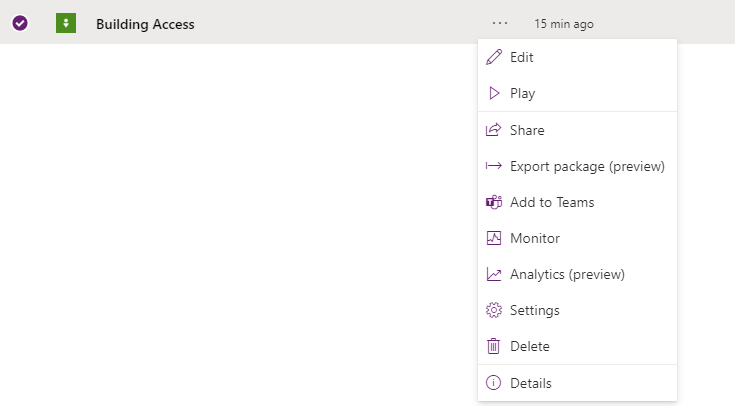 Building Access
15 min ago
Edit
Play
Share
Export package (preview)
Add to Teams
Monitor
Analytics (preview)
Settings
Delete
Details